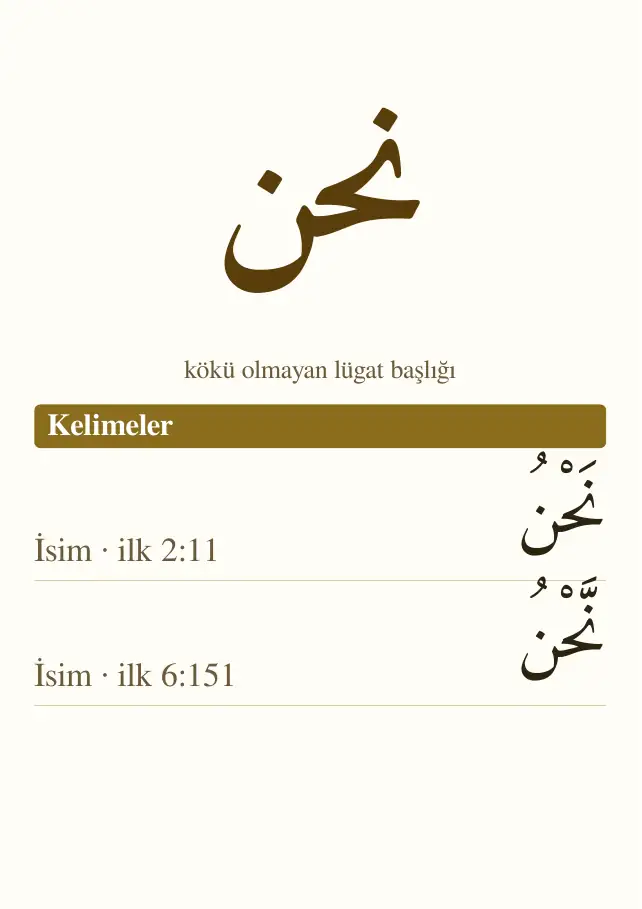 نحن
kökü olmayan lügat başlığı
Kelimeler
نَحْنُ
İsim · ilk 2:11
نَّحْنُ
İsim · ilk 6:151